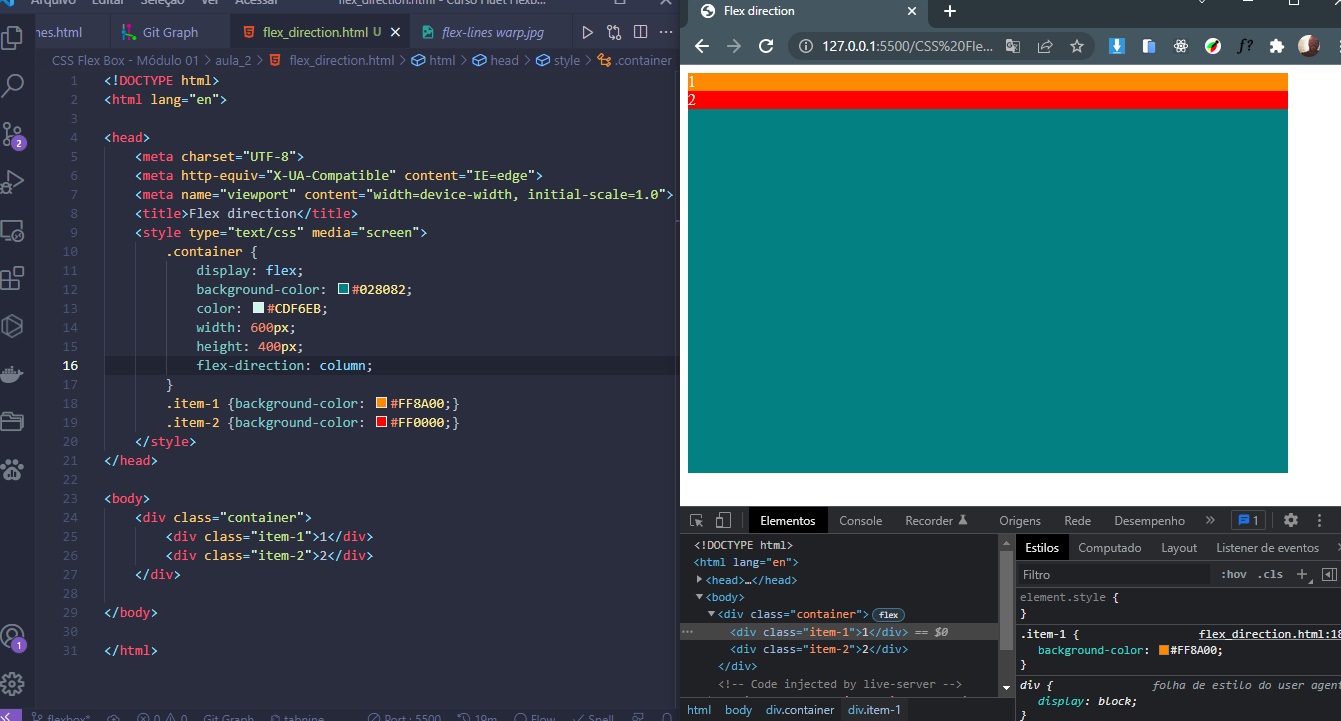 Arquivo Editar Seleção Ver Acessar flex_direction.html - Curso Fluet Flexb...
nes.html Git Graph flex_direction.html U flex-lines warp.jpg
CSS Flex Box - Módulo 01 > aula_2 > flex_direction.html > html > head > style > .container
1 <!DOCTYPE html>
2 <html lang="en">
3
4 <head>
5 <meta charset="UTF-8">
6 <meta http-equiv="X-UA-Compatible" content="IE=edge">
7 <meta name="viewport" content="width=device-width, initial-scale=1.0">
8 <title>Flex direction</title>
9 <style type="text/css" media="screen">
10 .container {
11 display: flex;
12 background-color: #028082;
13 color: #CDF6EB;
14 width: 600px;
15 height: 400px;
16 flex-direction: column;
17 }
18 .item-1 {background-color: #FF8A00;}
19 .item-2 {background-color: #FF0000;}
20 </style>
21 </head>
22
23 <body>
24 <div class="container">
25 <div class="item-1">1</div>
26 <div class="item-2">2</div>
27 </div>
28
29 </body>
30
31 </html>
2
1
flexbox* 0 0 Git Graph tabnine Port : 5500 19m Flow Spell
Flex direction
127.0.0.1:5500/CSS%20Fle...
f?
1
2
Elementos Console Recorder Origens Rede Desempenho » 1
<!DOCTYPE html>
<html lang="en">
<head>…</head>
<body>
<div class="container"> flex
<div class="item-1">1</div> == $0
<div class="item-2">2</div>
</div>
<!-- Code injected by live-server -->
html body div.container div.item-1
Estilos Computado Layout Listener de eventos
Filtro :hov .cls +
element.style {
}
.item-1 { flex_direction.html:18
background-color: #FF8A00;
}
div { folha de estilo do user agent
display: block;
}